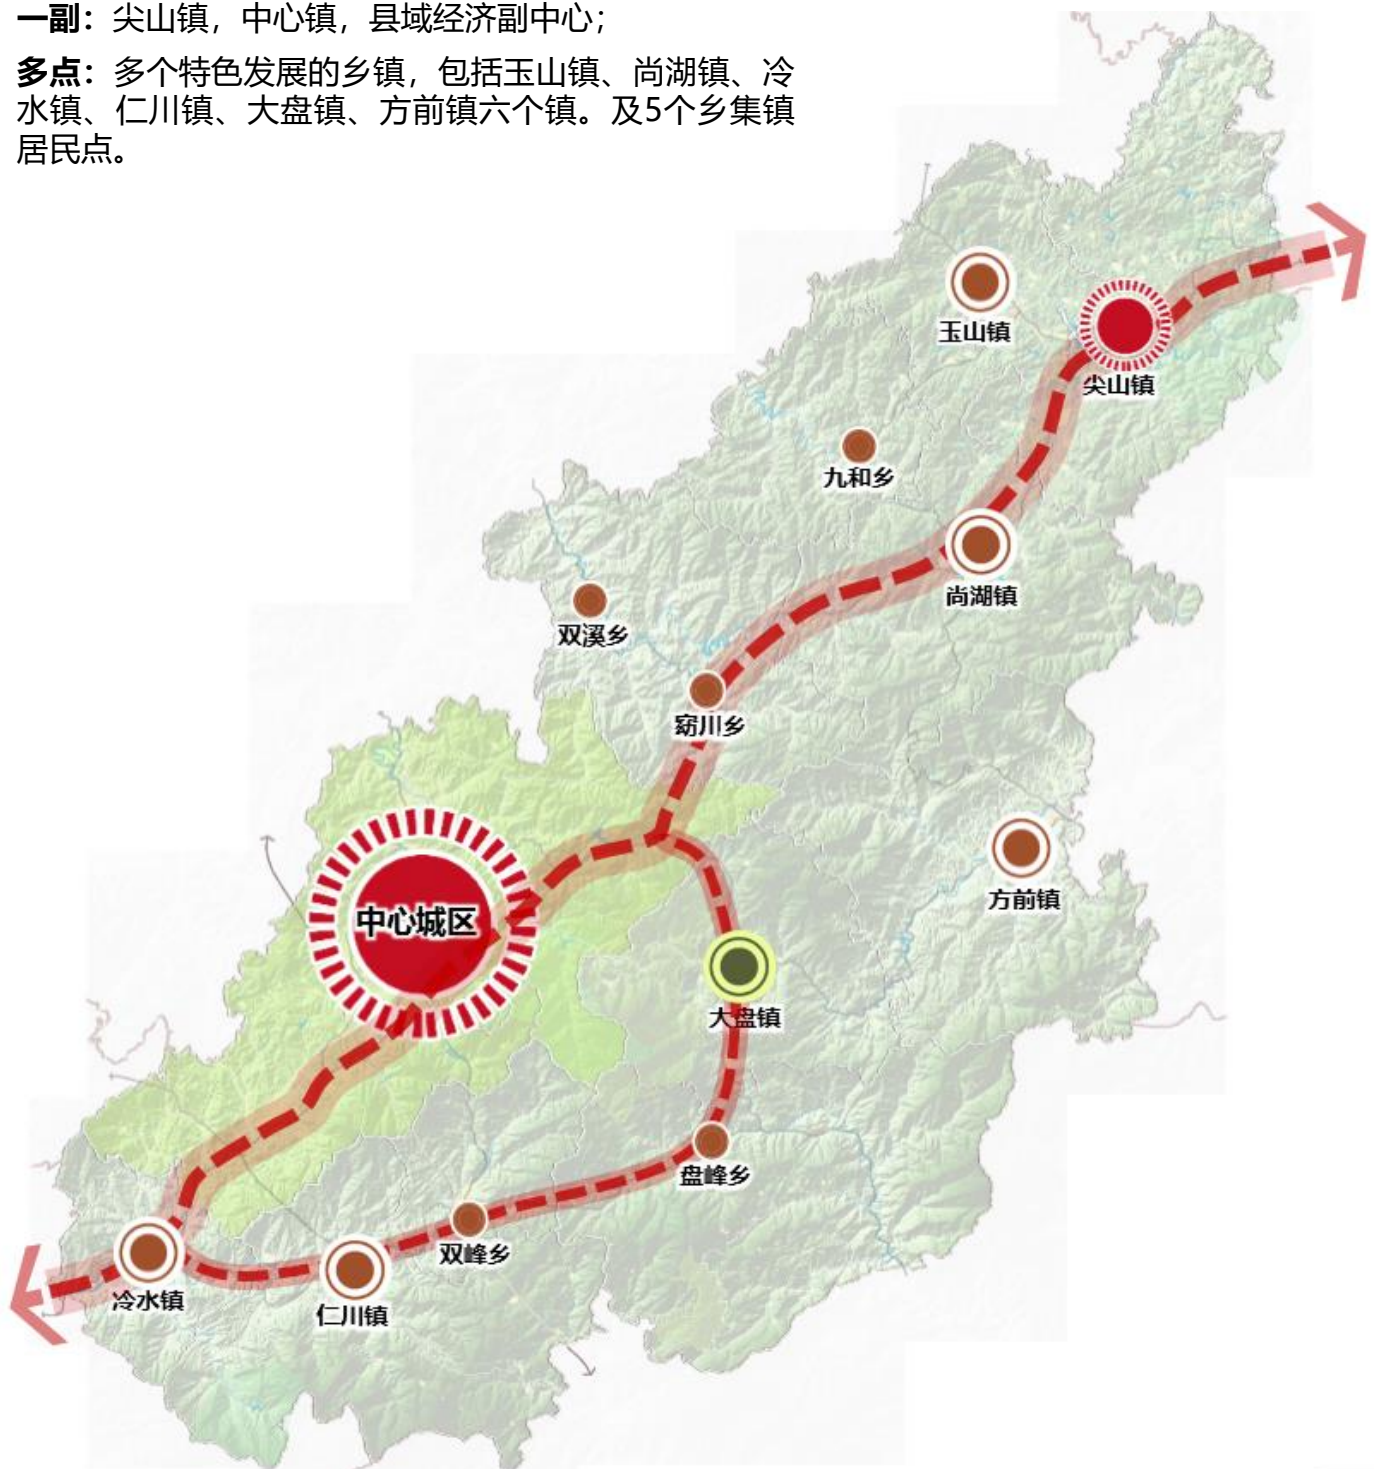 一副：尖山镇，中心镇，县域经济副中心；
多点：多个特色发展的乡镇，包括玉山镇、尚湖镇、冷
水镇、仁川镇、大盘镇、方前镇六个镇。及5个乡集镇
居民点。
玉山镇
尖山镇
九和乡
尚湖镇
双溪乡
窈川乡
方前镇
中心城区
大盘镇
盘峰乡
双峰乡
冷水镇
仁川镇